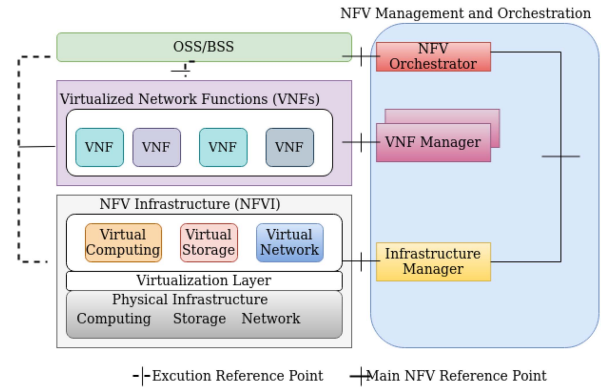 NFV Management and Orchestration
OSS/BSS
NFV
Orchestrator
Virtualized Network Functions (VNFs)
VNF
VNF
VNF
VNF
VNF Manager
NFV Infrastructure (NFVI)
Virtual
Computing
Virtual
Storage
Virtual
Network
Infrastructure
Manager
Virtualization Layer
Physical Infrastructure
Computing Storage Network
Excution Reference Point
Main NFV Reference Point